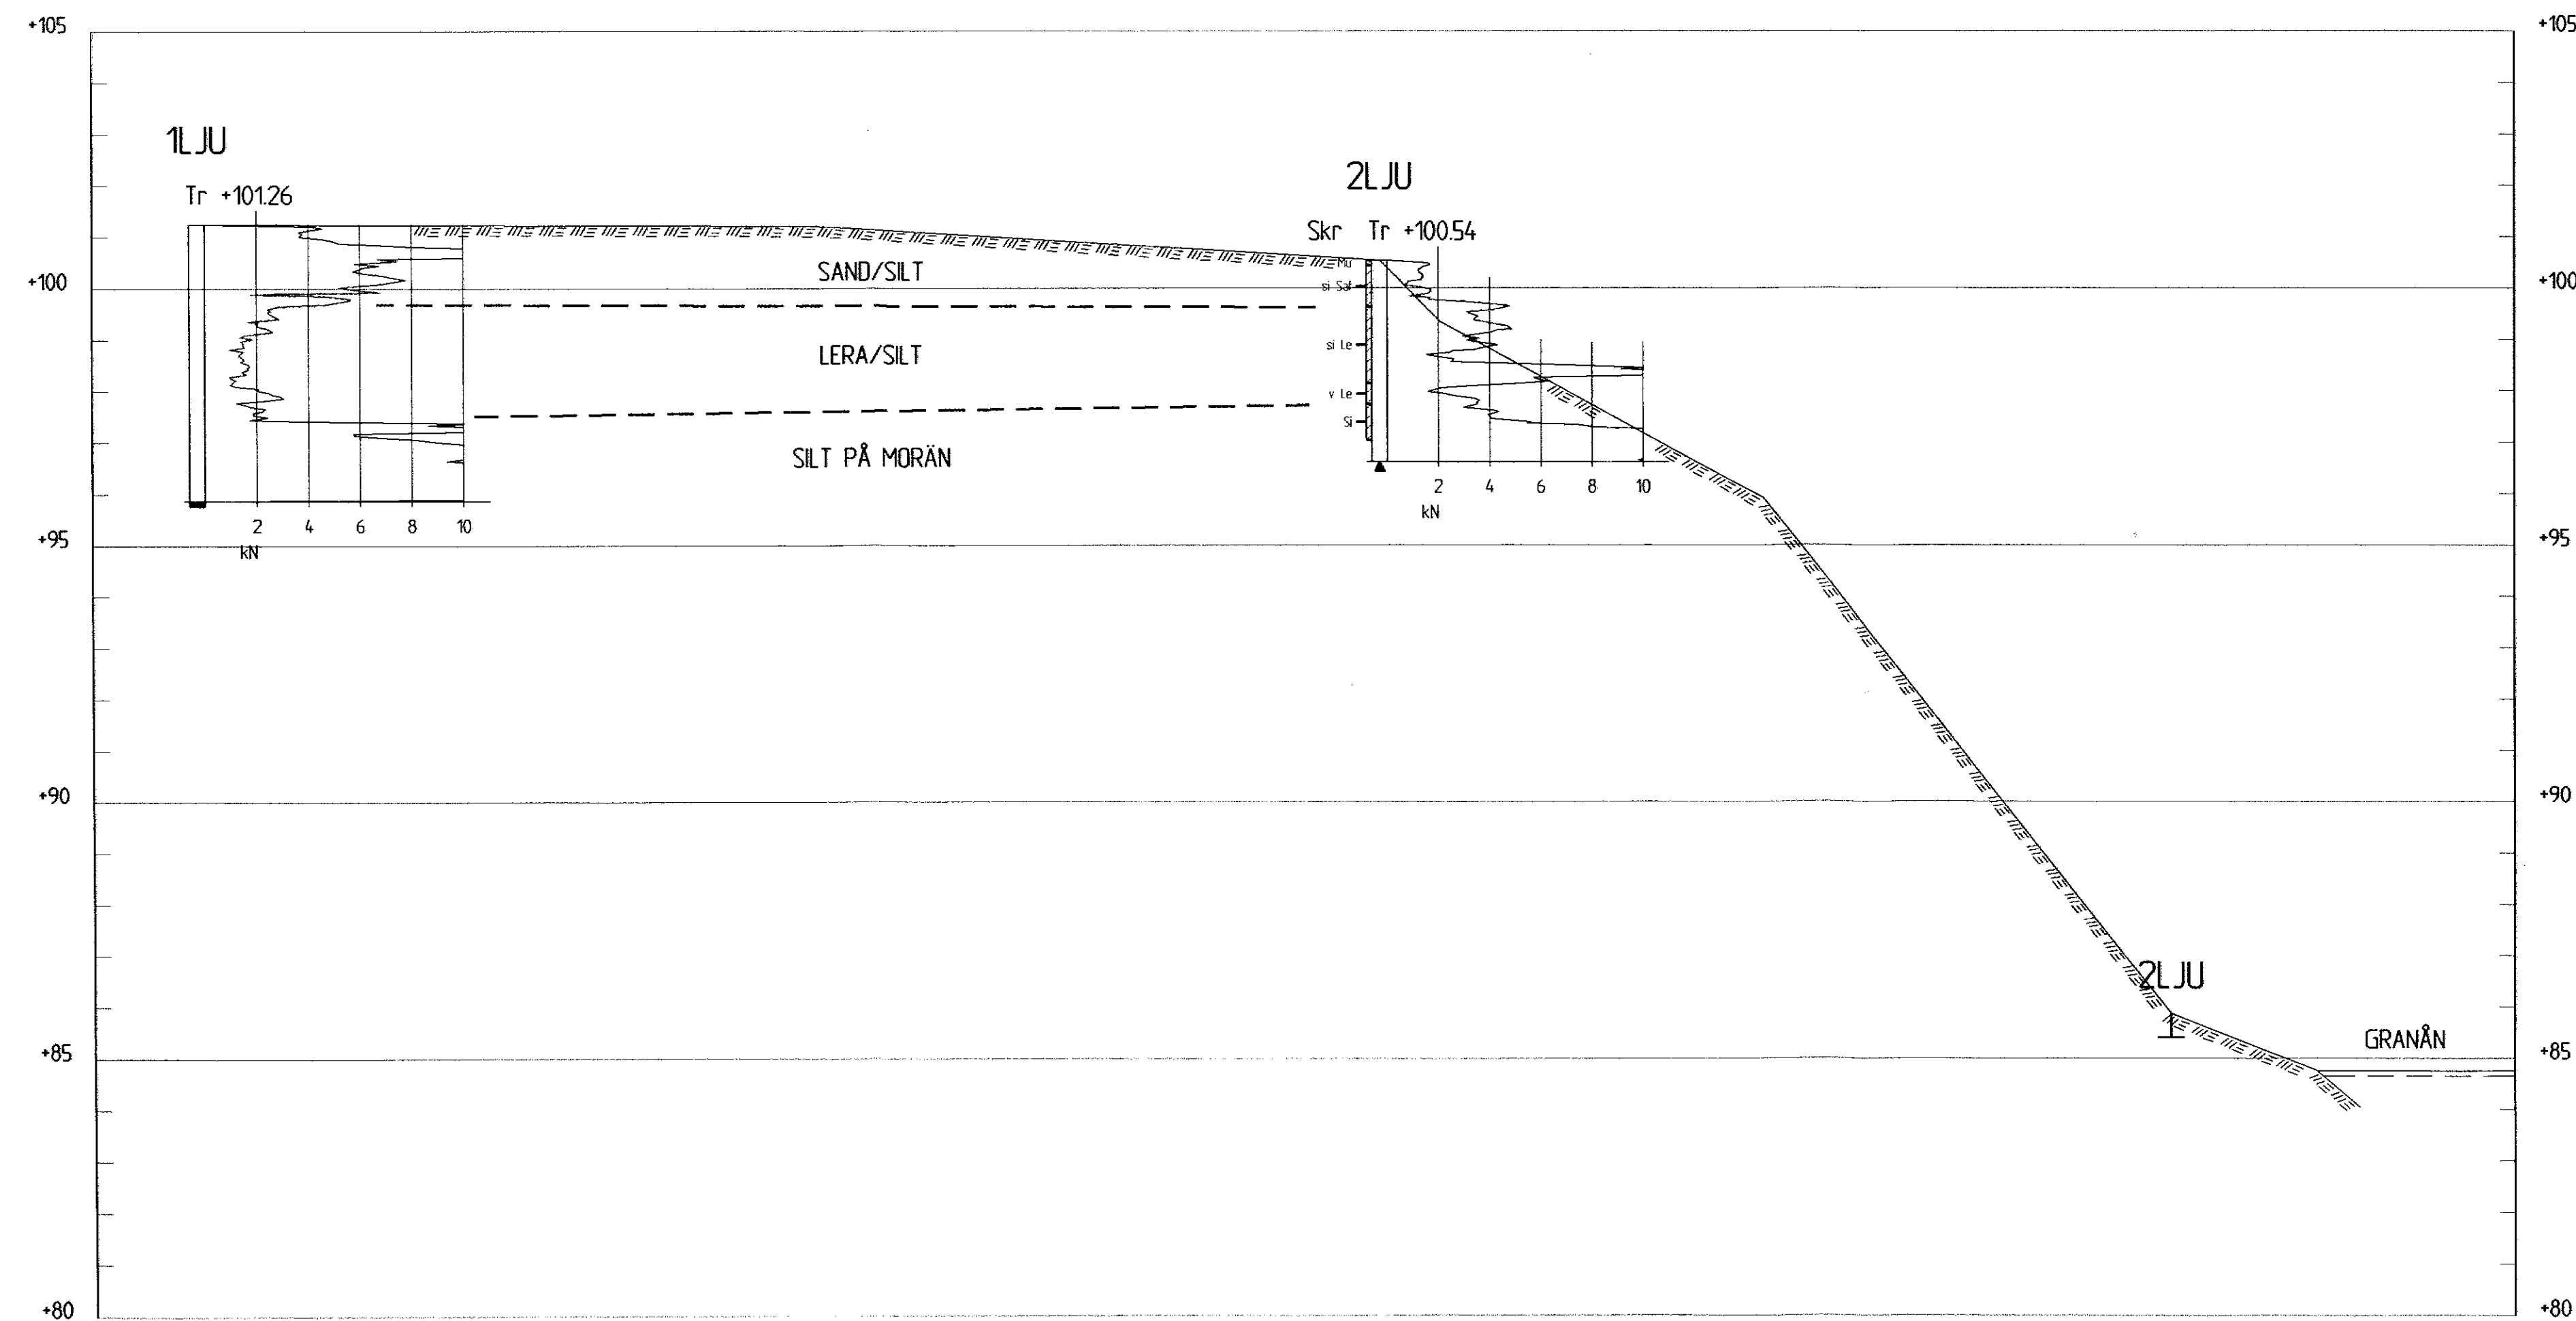 +105 +105
1LJU
2LJU
Tr +101.26
Skr Tr +100.54
Mu
SAND/SILT
+100 +100
si Saf
si Le
LERA/SILT
v Le
Si
SILT PÅ MORÄN
2 4 6 8 10
kN
2 4 6 8 10
kN
+95 +95
+90 +90
2LJU
GRANÅN
+85 +85
+80 +80